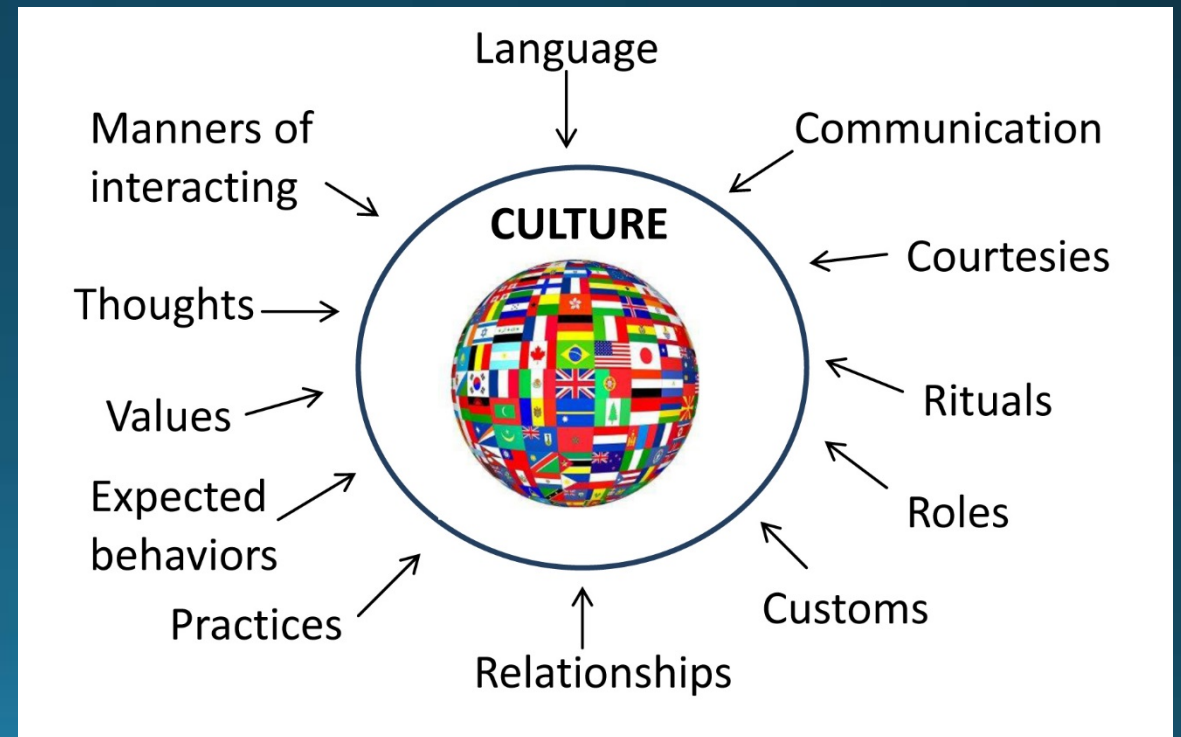 Language
Communication
Courtesies
Rituals
Roles
Customs
Relationships
Practices
Expected
behaviors
Values
Thoughts
Manners of
interacting
CULTURE